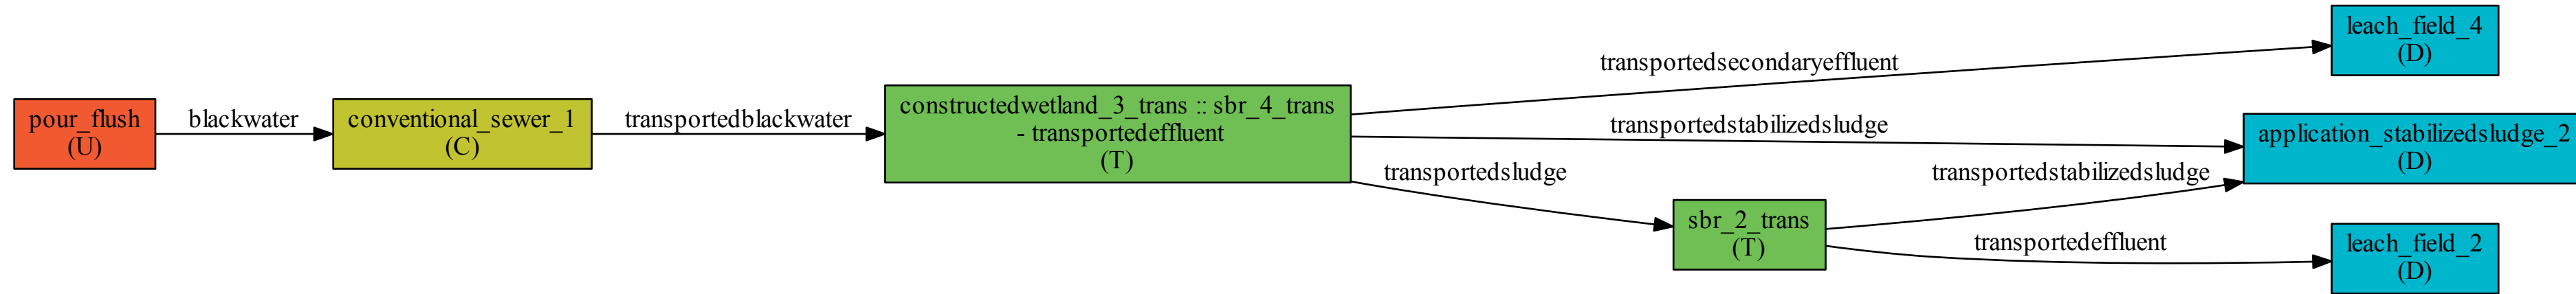 pour_flush
(U)
blackwater
conventional_sewer_1
(C)
transportedblackwater
constructedwetland_3_trans :: sbr_4_trans
- transportedeffluent
(T)
transportedsecondaryeffluent
transportedstabilizedsludge
transportedsludge
sbr_2_trans
(T)
transportedstabilizedsludge
transportedeffluent
leach_field_4
(D)
application_stabilizedsludge_2
(D)
leach_field_2
(D)